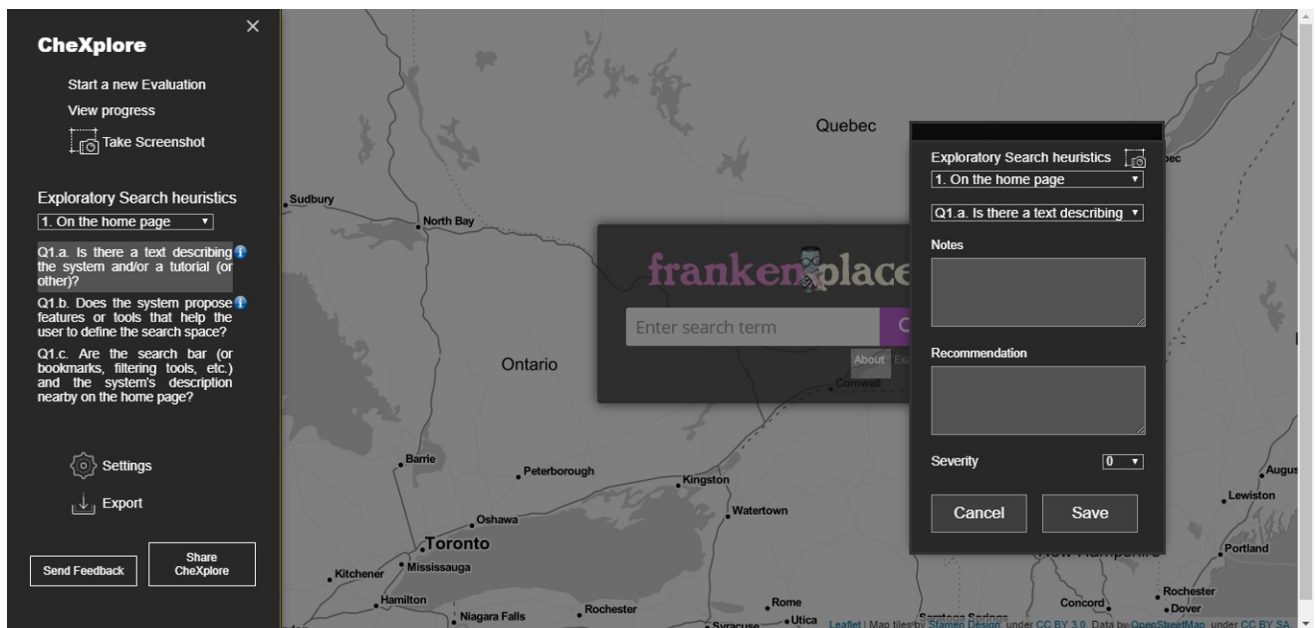 CheXplore
×
Start a new Evaluation
View progress
Take Screenshot
Exploratory Search heuristics
1. On the home page
Q1.a. Is there a text describing
the system and/or a tutorial (or
other)?
Q1.b. Does the system propose
features or tools that help the
user to define the search space?
Q1.c. Are the search bar (or
bookmarks, filtering tools, etc.)
and the system's description
nearby on the home page?
Settings
Export
Send Feedback
Share
CheXplore
Quebec
Sudbury
North Bay
Ontario
frankenplace
Enter search term
About
Cornwall
Barrie
Peterborough
Kingston
Watertown
Oshawa
Toronto
Mississauga
Kitchener
Hamilton
Niagara Falls
Rochester
Rome
Utica
Syracuse
Saratoga Springs
Exploratory Search heuristics
1. On the home page
Q1.a. Is there a text describing
Notes
Recommendation
Severity
0
Cancel
Save
New Hampshire
Augus
Lewiston
Portland
Rochester
Concord
Dover
Leaflet | Map tiles by Stamen Design, under CC BY 3.0. Data by OpenStreetMap, under CC BY SA.